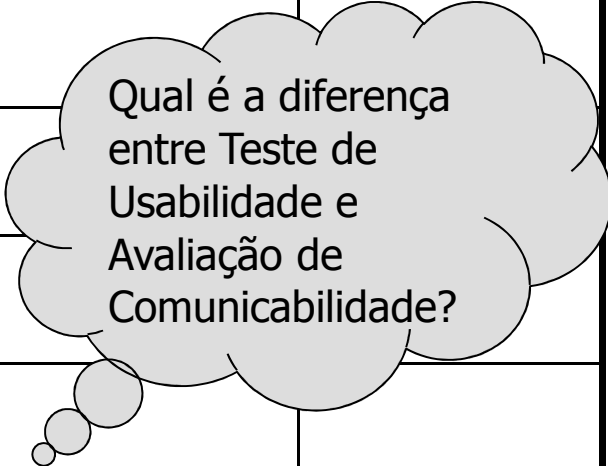 Qual é a diferença
entre Teste de
Usabilidade e
Avaliação de
Comunicabilidade?